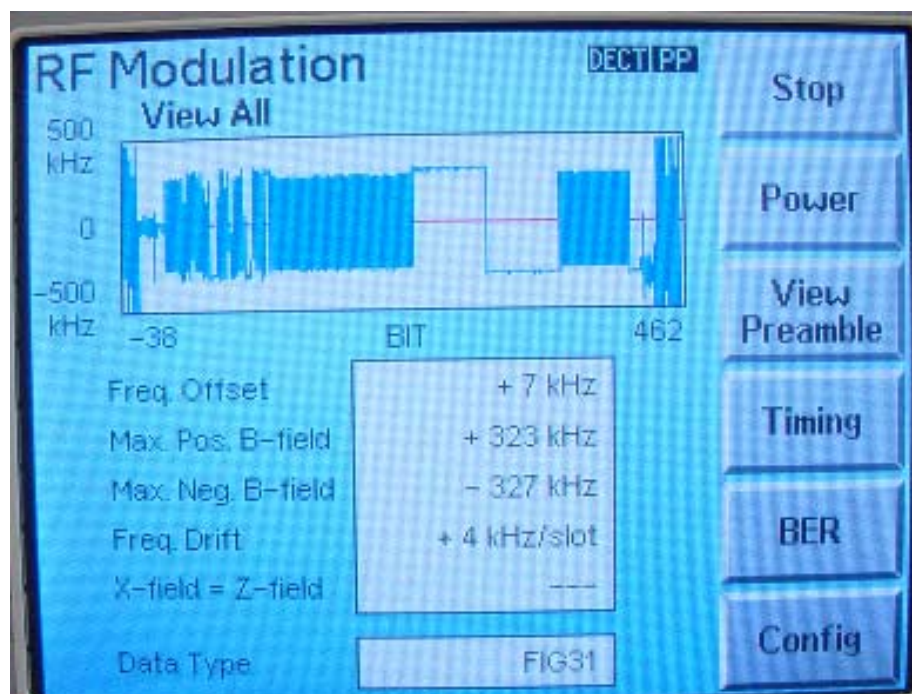 RF Modulation
DECT PP
View All
500
kHz
0
-500
kHz
-38
BIT
462
Freq. Offset
+ 7 kHz
Max. Pos. B-field
+ 323 kHz
Max. Neg. B-field
- 327 kHz
Freq. Drift
+ 4 kHz/slot
X-field = Z-field
---
Data Type
FIG31
Stop
Power
View
Preamble
Timing
BER
Config